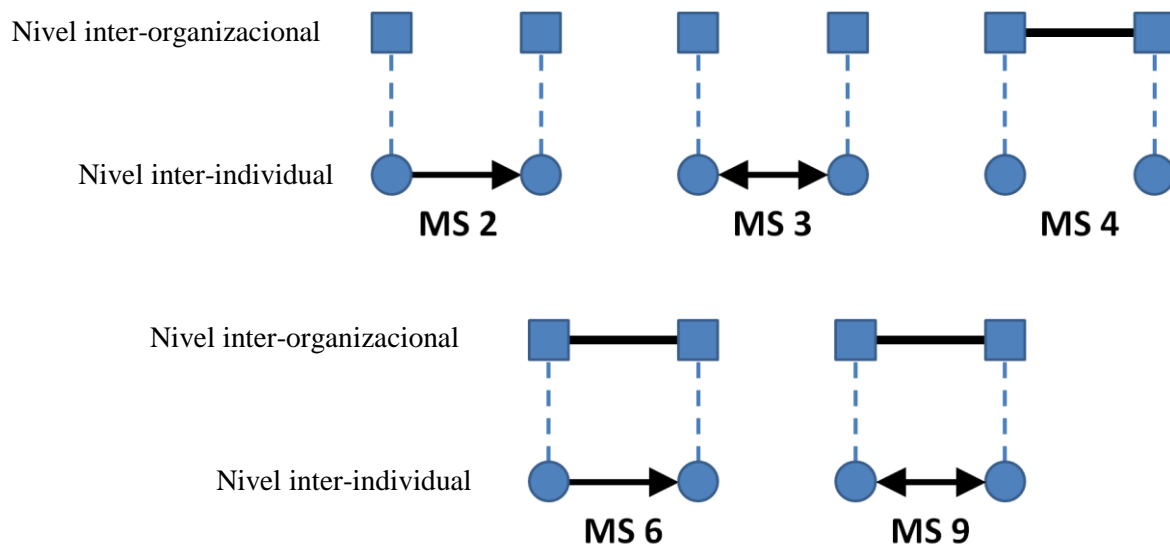 Nivel inter-organizacional
Nivel inter-individual
MS 2 MS 3 MS 4
Nivel inter-organizacional
Nivel inter-individual
MS 6 MS 9